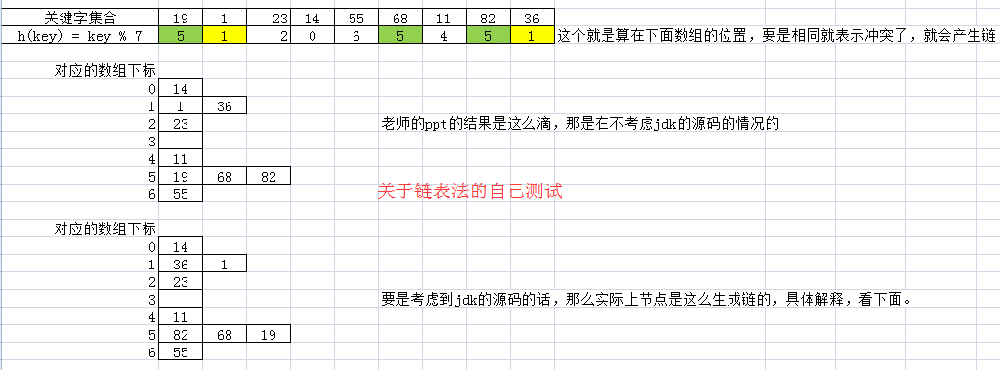 关键字集合 19 1 23 14 55 68 11 82 36
h(key) = key % 7 5 1 2 0 6 5 4 5 1 这个就是算在下面数组的位置，要是相同就表示冲突了，就会产生链
对应的数组下标
0 14
1 1 36
2 23 老师的ppt的结果是这么滴，那是在不考虑jdk的源码的情况的
3
4 11
5 19 68 82
关于链表法的自己测试
6 55
对应的数组下标
0 14
1 36 1
2 23
3 要是考虑到jdk的源码的话，那么实际上节点是这么生成链的，具体解释，看下面。
4 11
5 82 68 19
6 55